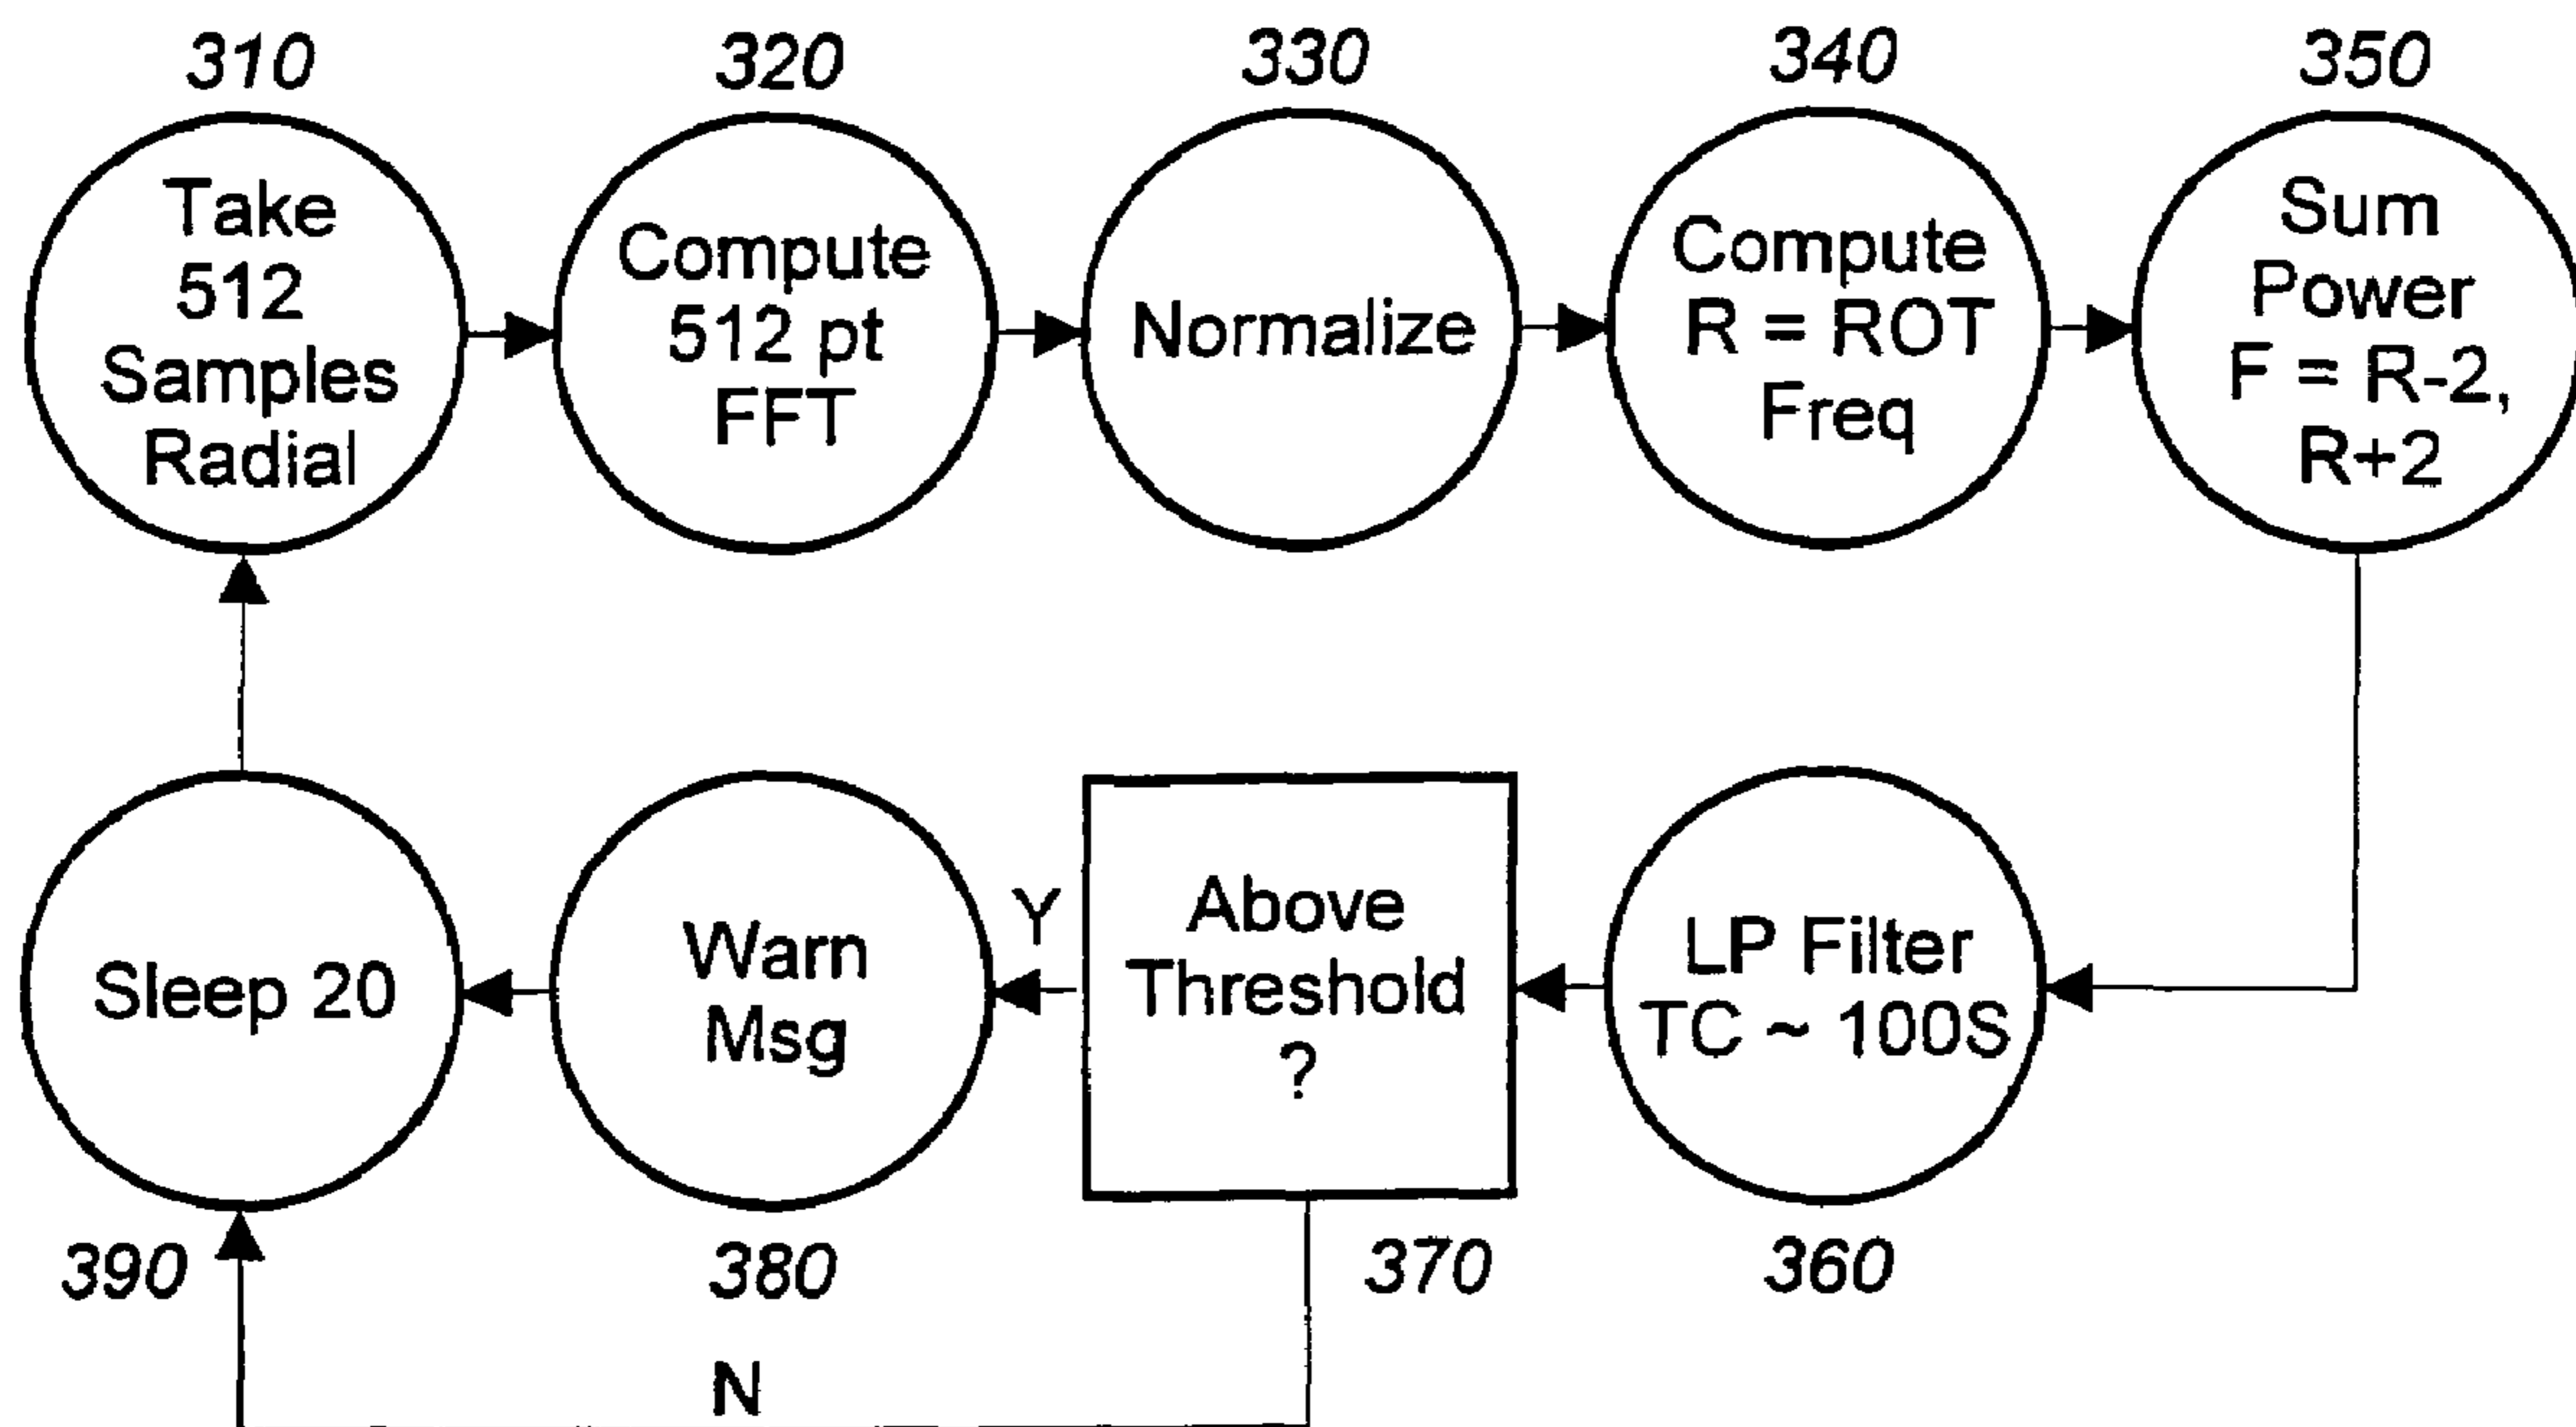 310
320
330
340
350
Take
512
Samples
Radial
Compute
512 pt
FFT
Normalize
Compute
R = ROT
Freq
Sum
Power
F = R-2,
R+2
Sleep 20
Warn
Msg
Y
Above
Threshold
?
LP Filter
TC ~ 100S
390
380
370
360
N